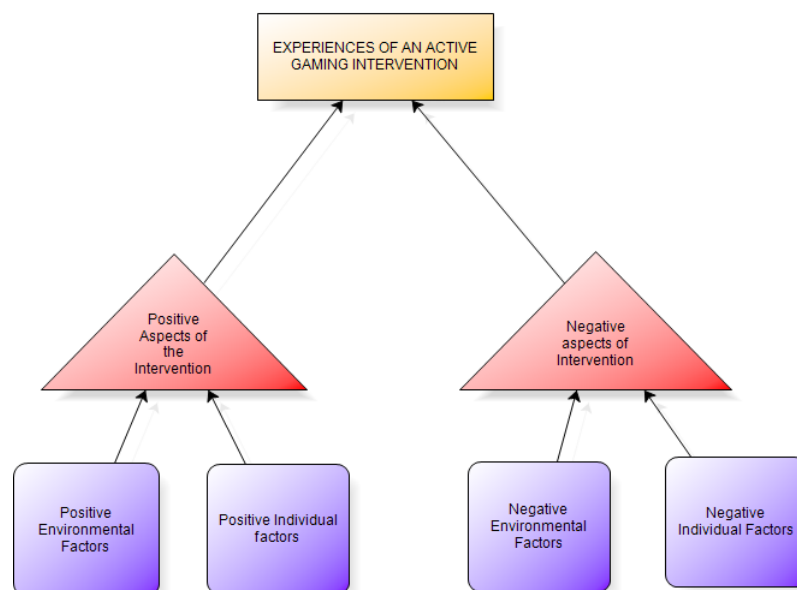 EXPERIENCES OF AN ACTIVE
GAMING INTERVENTION
Positive
Aspects of
the
Intervention
Negative
aspects of
Intervention
Positive
Environmental
Factors
Positive Individual
factors
Negative
Environmental
Factors
Negative
Individual Factors